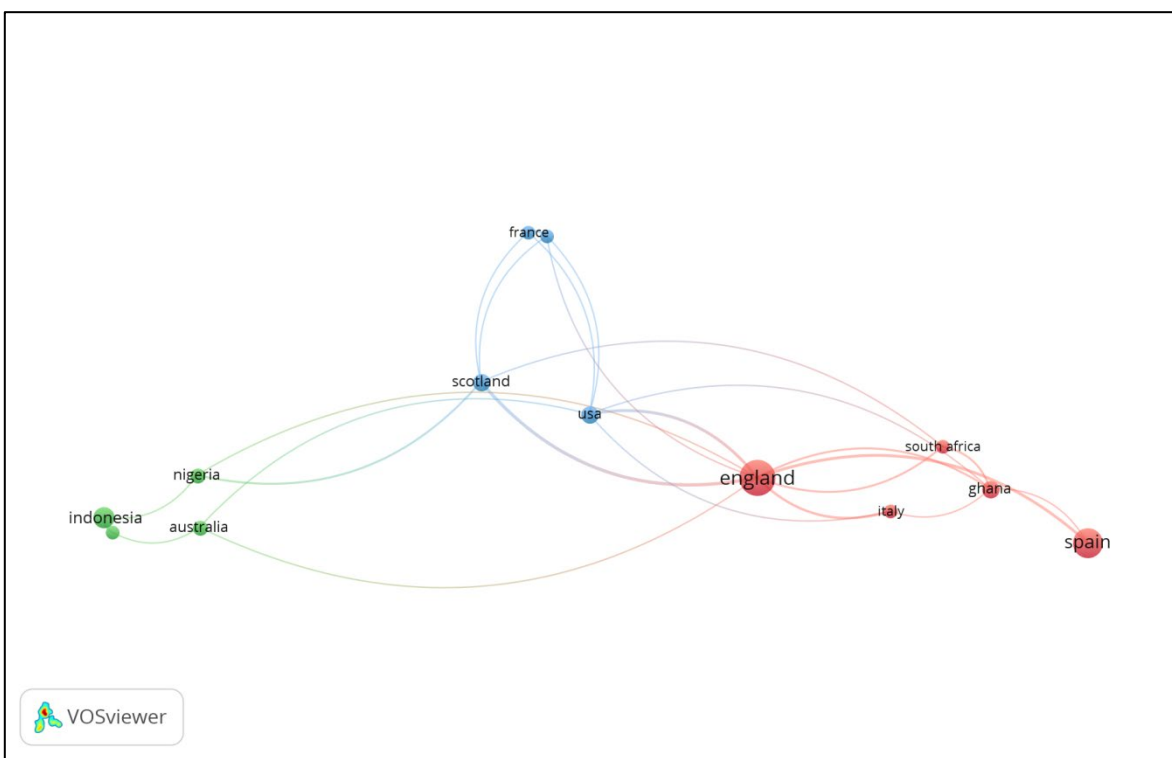 france
scotland
usa
south africa
nigeria
england
ghana
indonesia
italy
australia
spain
VOSviewer